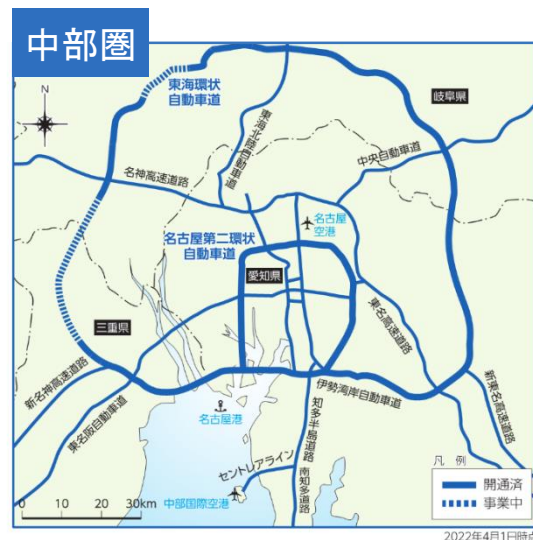 中部圏
N
東海環状
自動車道
東海北陸自動車道
岐阜県
中央自動車道
名神高速道路
名古屋
空港
名古屋第二環状
自動車道
愛知県
三重県
東名高速道路
新名神高速道路
東名阪自動車道
伊勢湾岸自動車道
新東名高速道路
名古屋港
知多半島道路
セントレアライン
南知多道路
中部国際空港
凡 例
開通済
事業中
0 10 20 30km
2022年4月1日時点